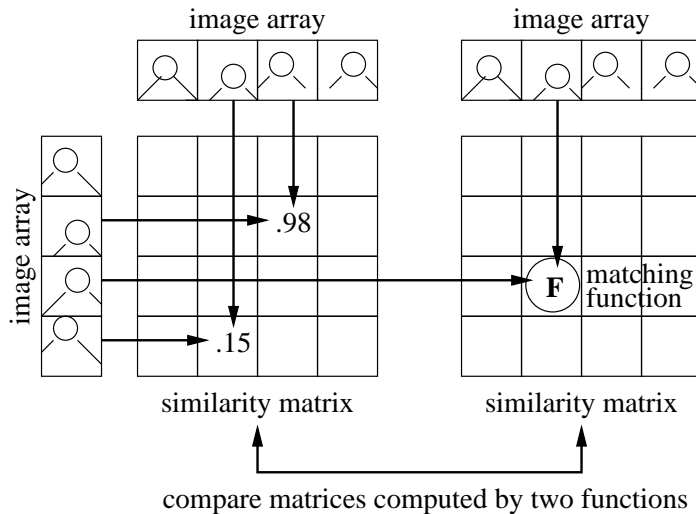 image array
image array
image array
.98
F
matching
function
.15
similarity matrix
similarity matrix
compare matrices computed by two functions